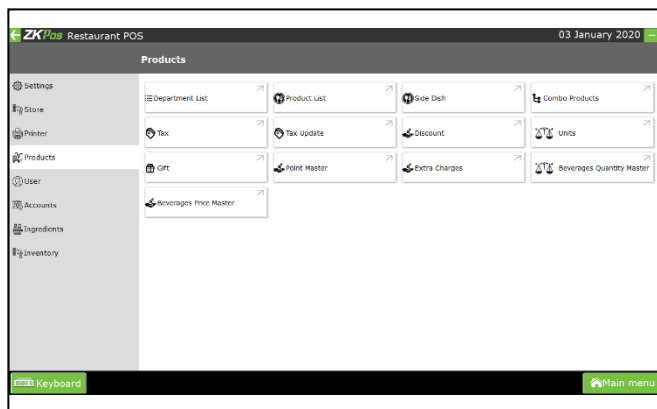 ZKPos Restaurant POS 03 January 2020
Products
Settings
Store
Printer
Products
User
Accounts
Ingredients
Inventory
Department List Product List Side Dish Combo Products
Tax Tax Update Discount Units
Gift Point Master Extra Charges Beverages Quantity Master
Beverages Price Master
Keyboard Main menu